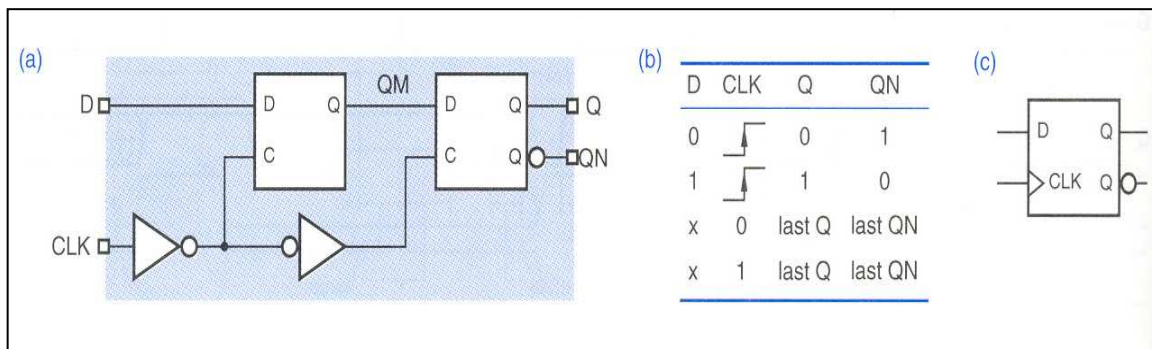 (a)
D
D Q
C
QM
D Q
C Q
Q
QN
CLK
(b)
D CLK Q QN
0 0 1
1 1 0
x 0 last Q last QN
x 1 last Q last QN
(c)
D Q
CLK Q